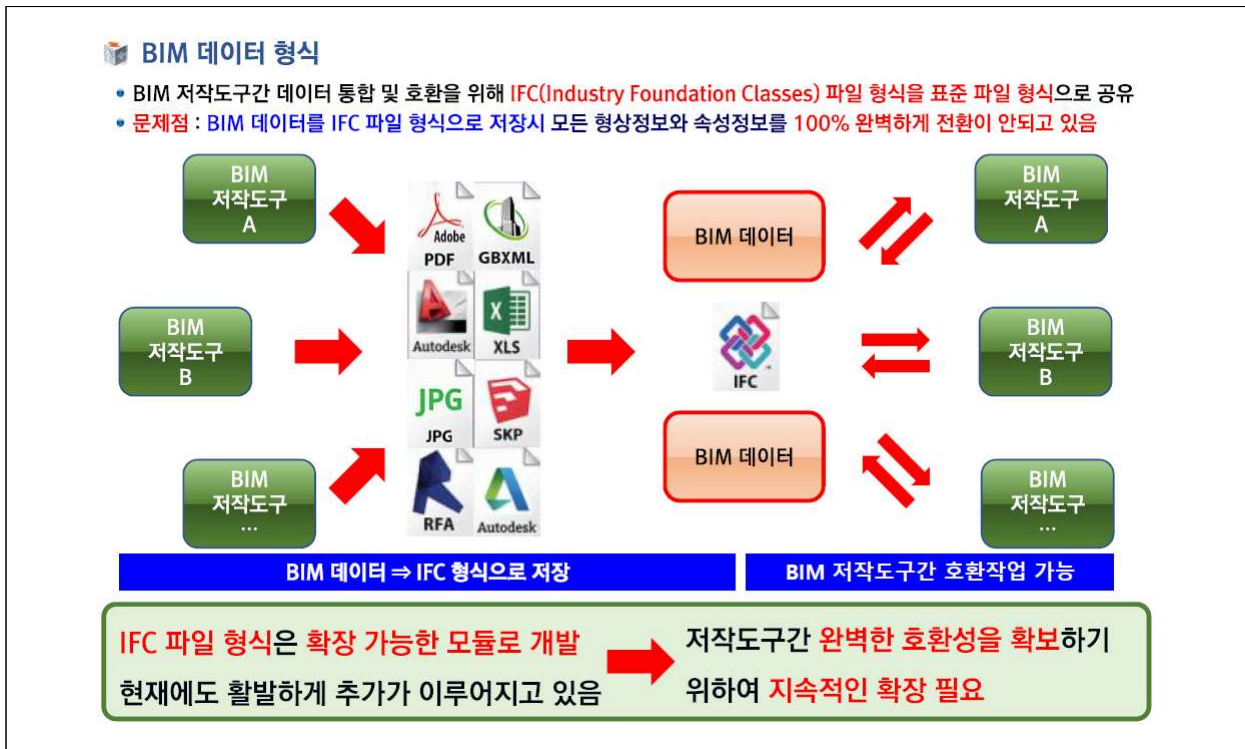 BIM 데이터 형식
• BIM 저작도구간 데이터 통합 및 호환을 위해 IFC(Industry Foundation Classes) 파일 형식을 표준 파일 형식으로 공유
• 문제점 : BIM 데이터를 IFC 파일 형식으로 저장시 모든 형상정보와 속성정보를 100% 완벽하게 전환이 안되고 있음
BIM
저작도구
A
BIM
저작도구
B
BIM
저작도구
...
Adobe
PDF
GBXML
Autodesk
XLS
JPG
JPG
SKP
RFA
Autodesk
BIM 데이터
IFC
BIM 데이터
BIM
저작도구
A
BIM
저작도구
B
BIM
저작도구
...
BIM 데이터 ⇒ IFC 형식으로 저장
BIM 저작도구간 호환작업 가능
IFC 파일 형식은 확장 가능한 모듈로 개발
현재에도 활발하게 추가가 이루어지고 있음
저작도구간 완벽한 호환성을 확보하기
위하여 지속적인 확장 필요